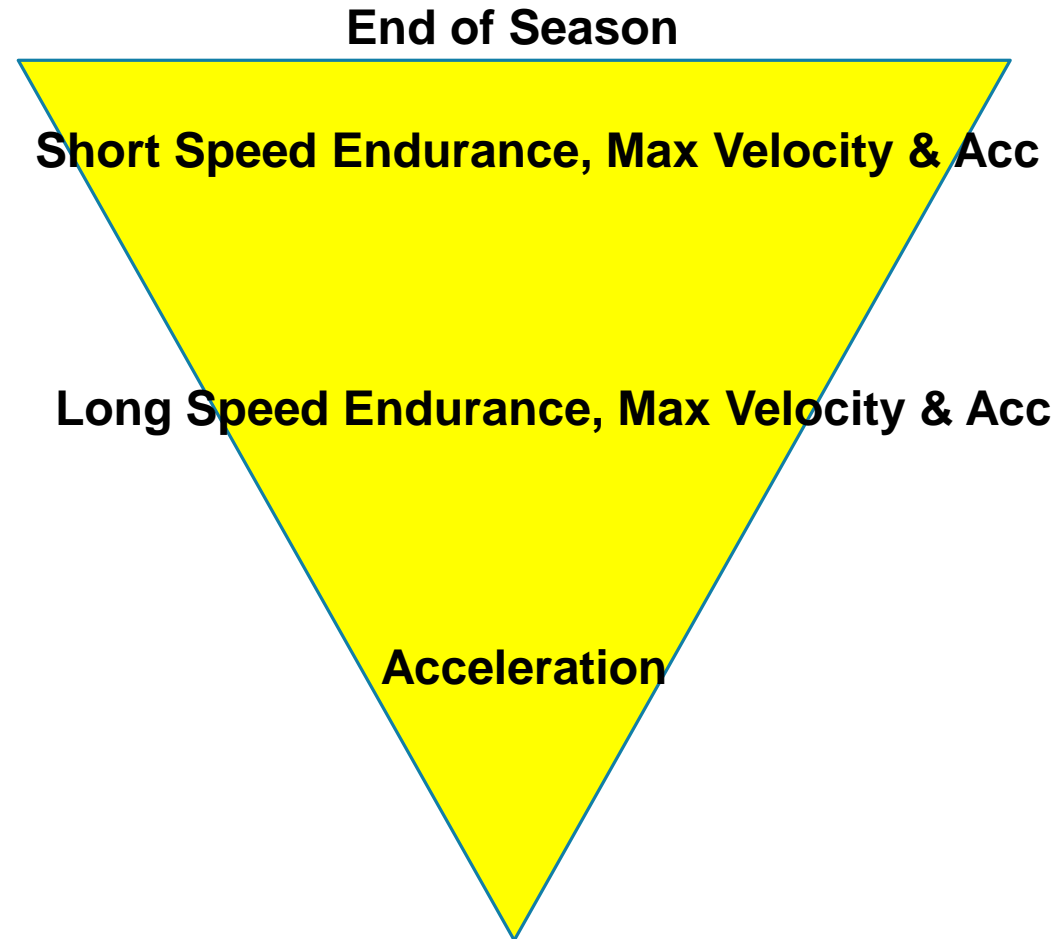 End of Season
Short Speed Endurance, Max Velocity & Acc
Long Speed Endurance, Max Velocity & Acc
Acceleration